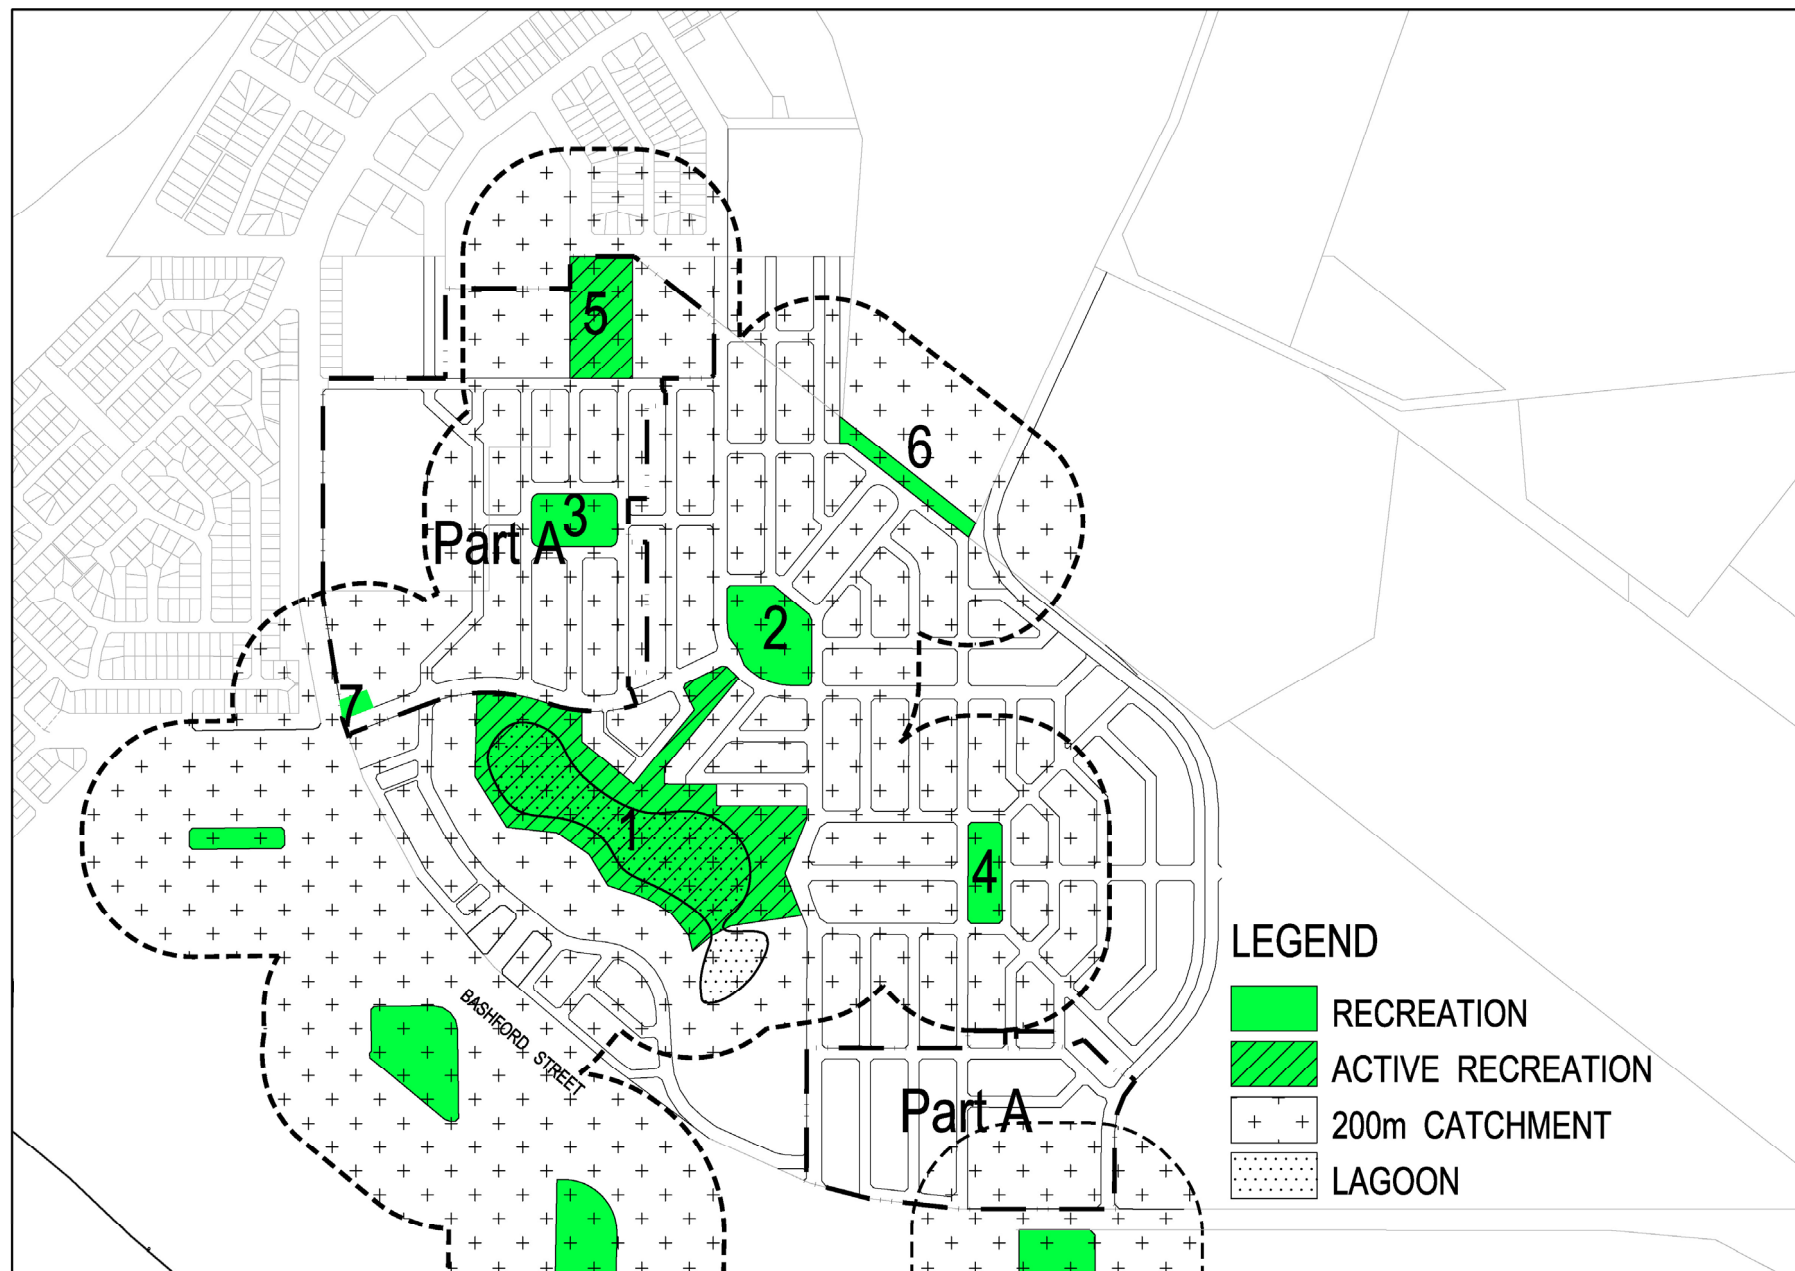 5
6
3
Part A
2
7
1
4
BASHFORD STREET
Part A
LEGEND
RECREATION
ACTIVE RECREATION
200m CATCHMENT
LAGOON